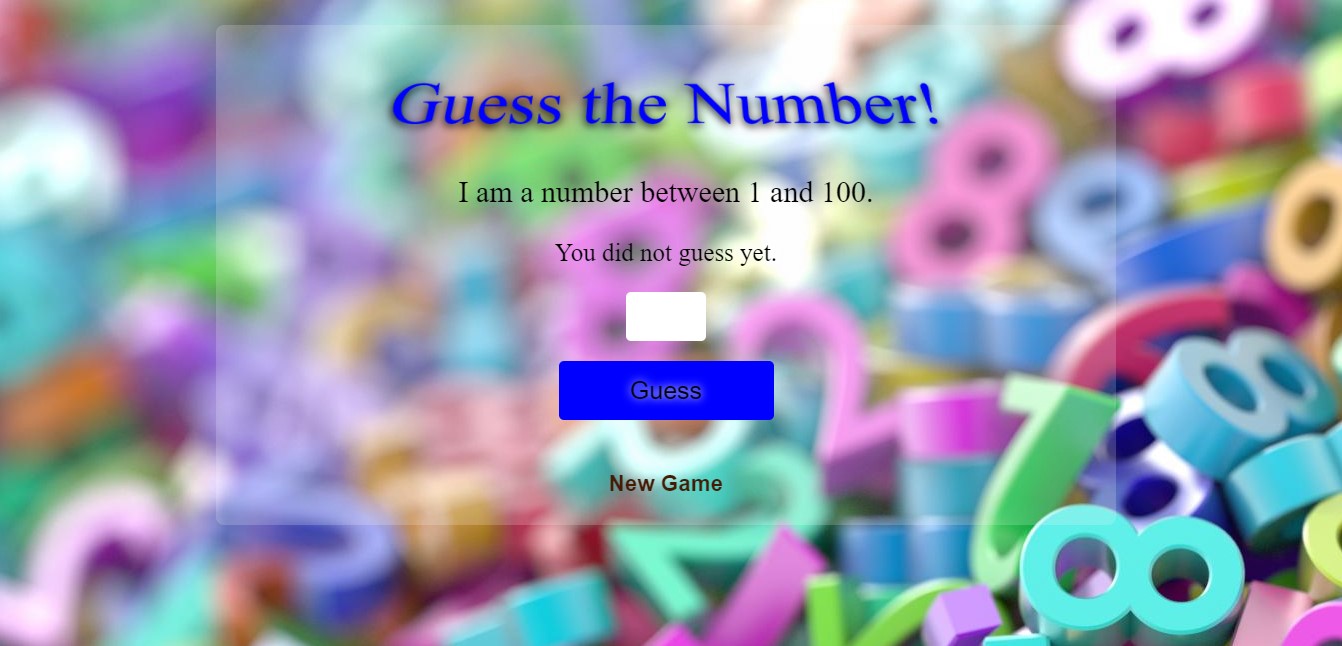 Guess the Number!
I am a number between 1 and 100.
You did not guess yet.
Guess
New Game